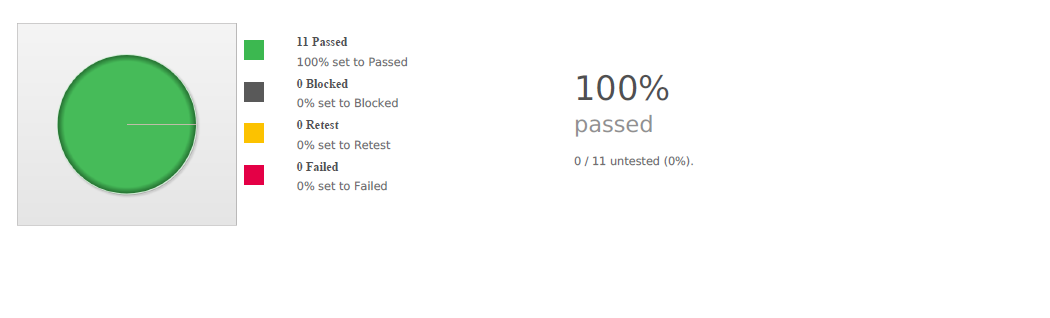 11 Passed
100% set to Passed
0 Blocked
0% set to Blocked
0 Retest
0% set to Retest
0 Failed
0% set to Failed
100%
passed
0 / 11 untested (0%).